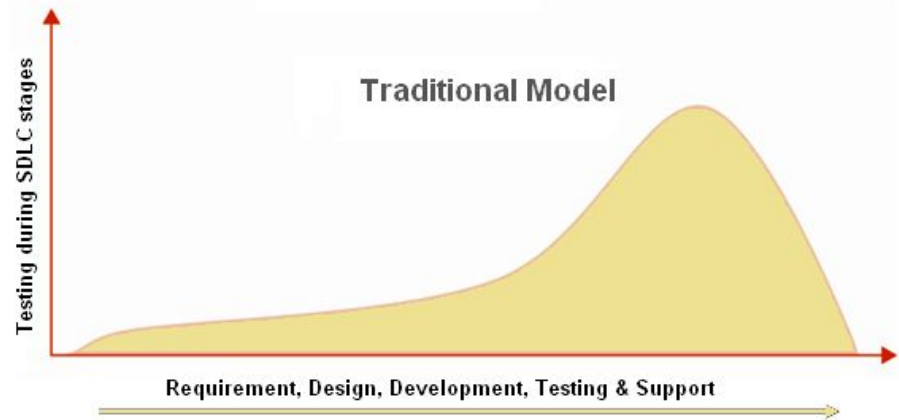 Traditional Model
Testing during SDLC stages
Requirement, Design, Development, Testing & Support